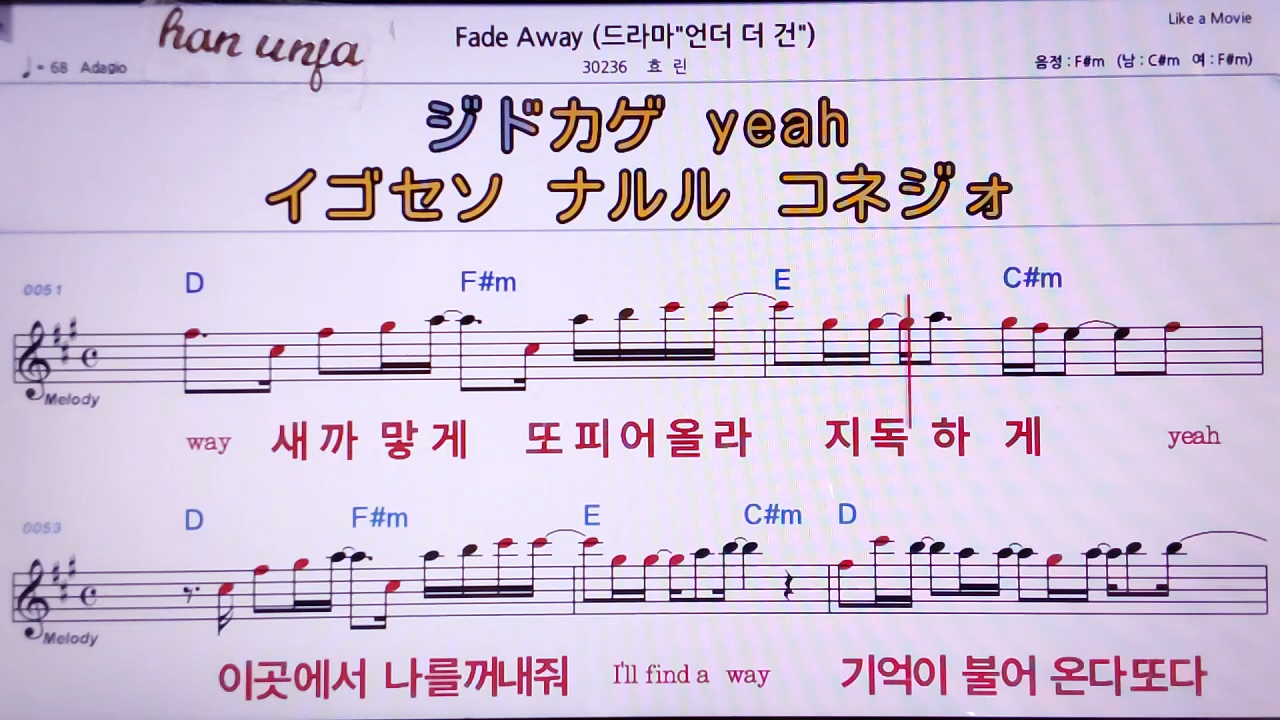 han unfa
Fade Away (드라마"언더 더 건")
Like a Movie
♩= 68 Adagio
30236 효 린
음정 : F#m (남 : C#m 여 : F#m)
ジドカゲ yeah
イゴセソ ナルル コネジォ
0051
D F#m E C#m
Melody
way 새까 맣게 또피어올라 지독 하 게 yeah
0053
D F#m E C#m D
Melody
이곳에서 나를꺼내줘 I'll find a way 기억이 불어 온다또다